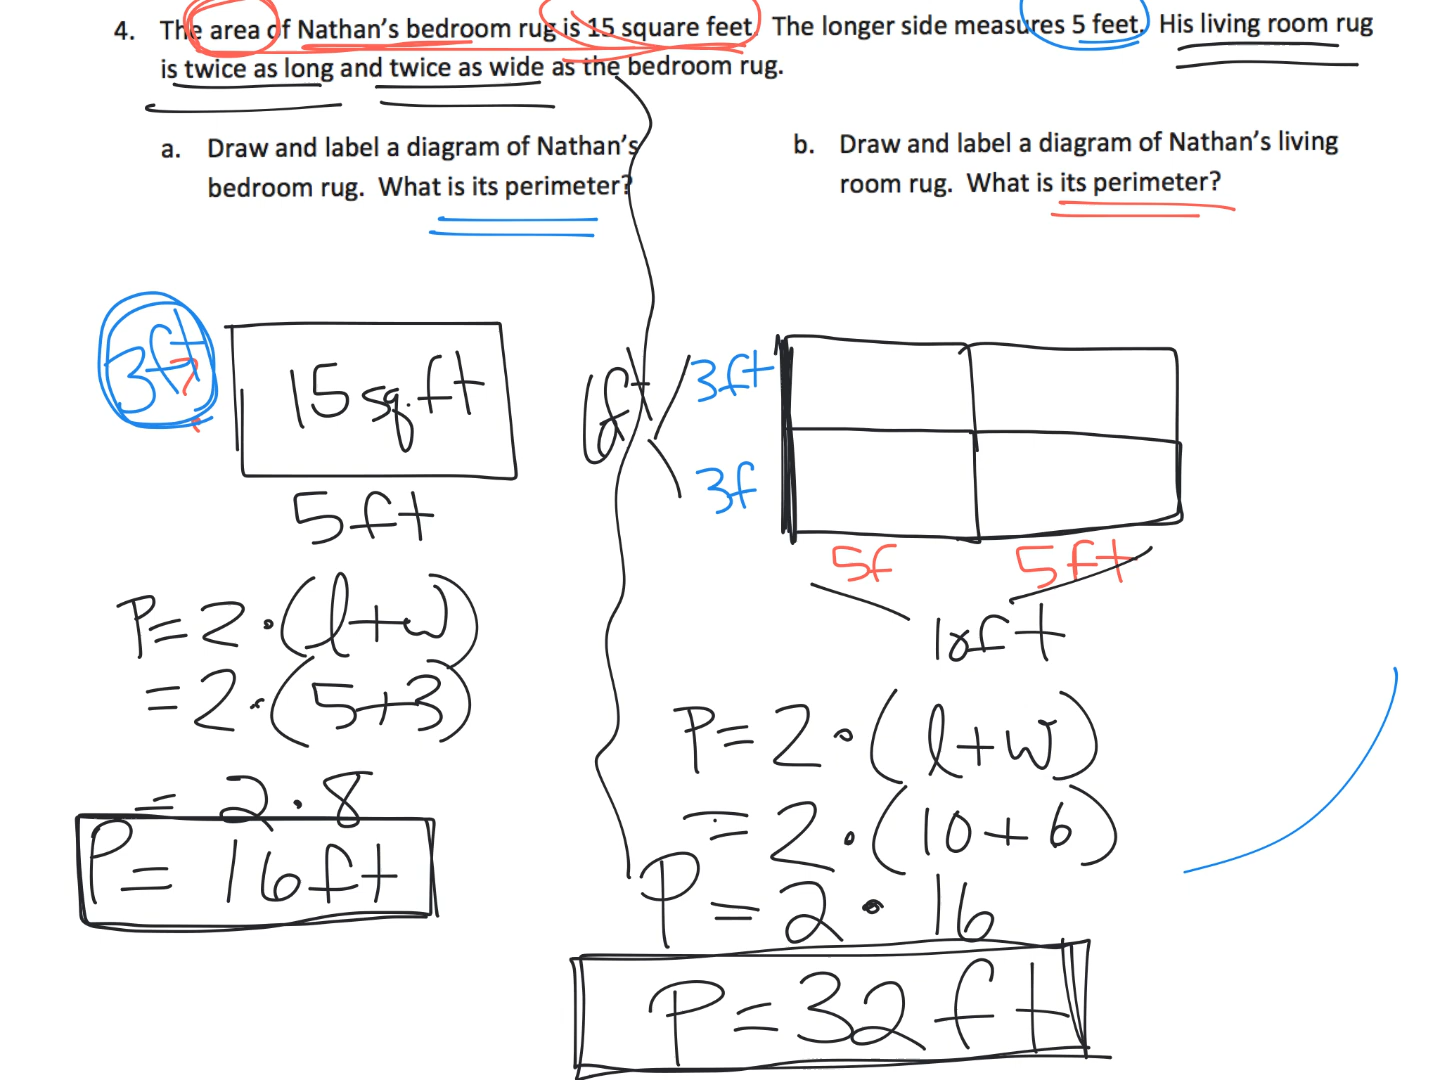 4. The area of Nathan's bedroom rug is 15 square feet. The longer side measures 5 feet. His living room rug
is twice as long and twice as wide as the bedroom rug.
a. Draw and label a diagram of Nathan's
bedroom rug. What is its perimeter?
b. Draw and label a diagram of Nathan's living
room rug. What is its perimeter?
3ft ?
15 sq. ft
5ft
P=2·(l+w)
=2·(5+3)
=2·8
P=16ft
6ft
3ft
3f
5f 5ft
10ft
P=2·(l+w)
=2·(10+6)
P=2·16
P=32ft